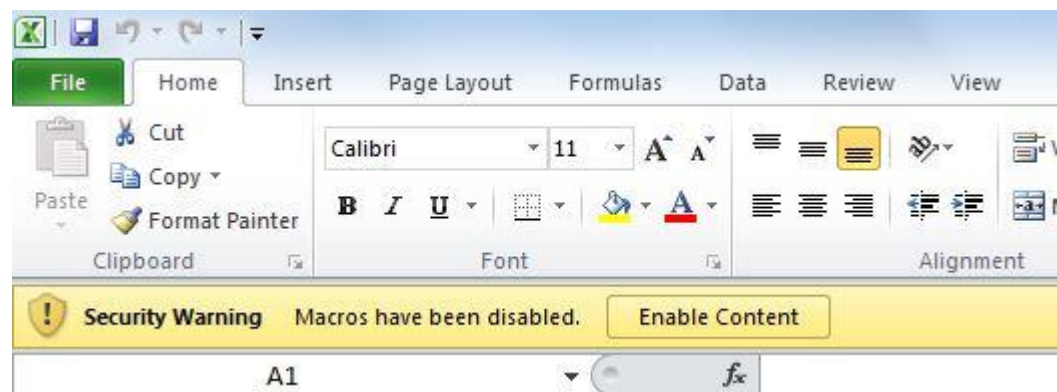 File Home Insert Page Layout Formulas Data Review View
Cut
Copy
Paste
Format Painter
Calibri 11 A A
B I U A
Clipboard Font Alignment
Security Warning Macros have been disabled. Enable Content
A1 fx